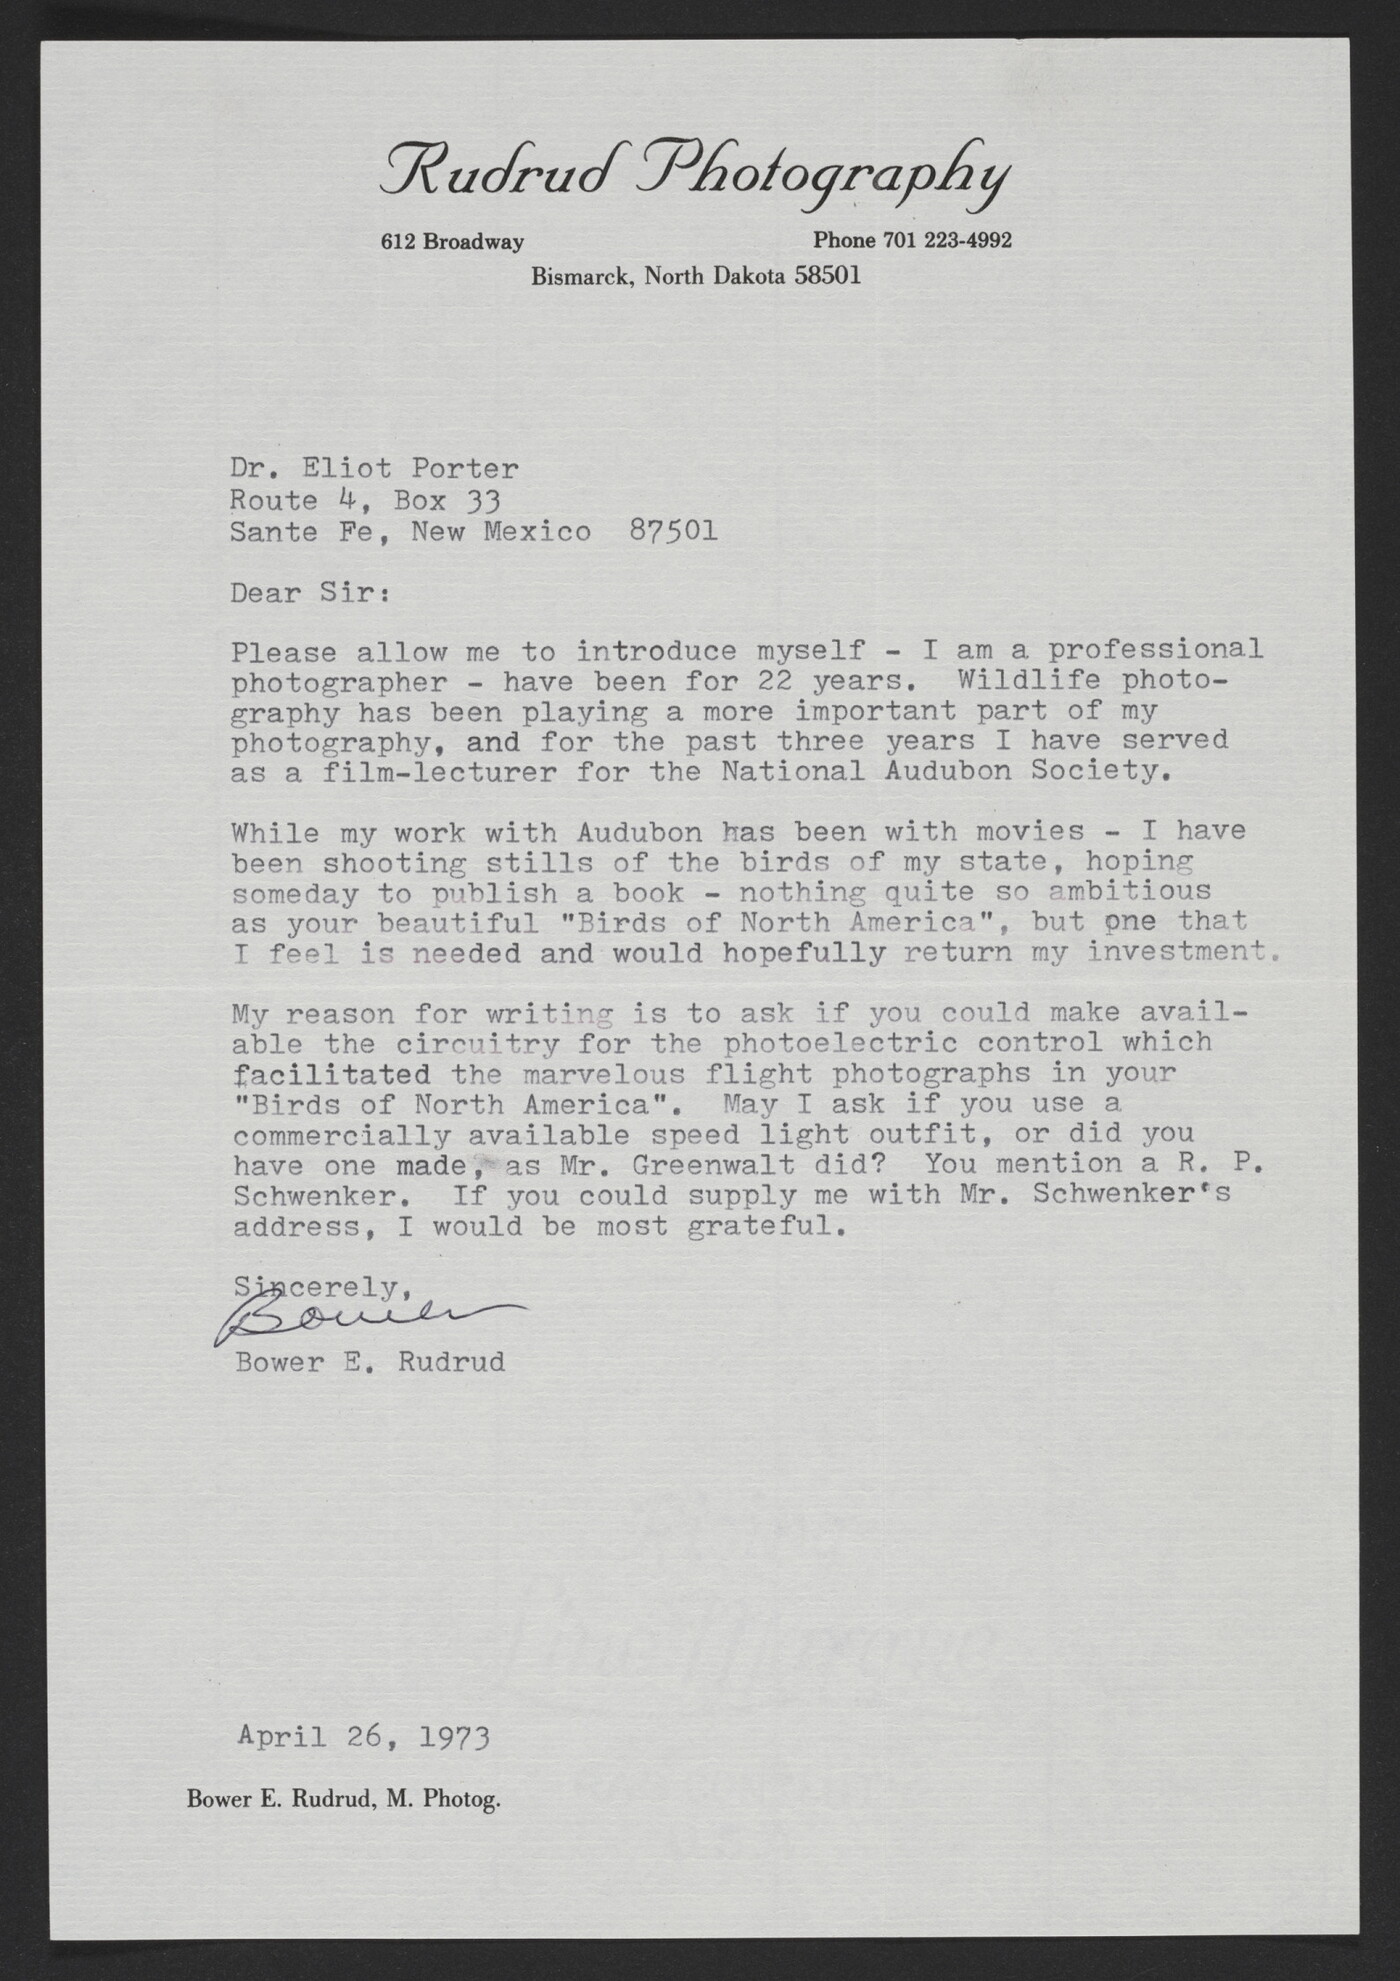 Rudrud Photography
612 Broadway Phone 701 223-4992
Bismarck, North Dakota 58501
Dr. Eliot Porter
Route 4, Box 33
Sante Fe, New Mexico 87501
Dear Sir:
Please allow me to introduce myself - I am a professional
photographer - have been for 22 years. Wildlife photo-
graphy has been playing a more important part of my
photography, and for the past three years I have served
as a film-lecturer for the National Audubon Society.
While my work with Audubon has been with movies - I have
been shooting stills of the birds of my state, hoping
someday to publish a book - nothing quite so ambitious
as your beautiful "Birds of North America", but one that
I feel is needed and would hopefully return my investment.
My reason for writing is to ask if you could make avail-
able the circuitry for the photoelectric control which
facilitated the marvelous flight photographs in your
"Birds of North America". May I ask if you use a
commercially available speed light outfit, or did you
have one made, as Mr. Greenwalt did? You mention a R. P.
Schwenker. If you could supply me with Mr. Schwenker's
address, I would be most grateful.
Sincerely,
Bower
Bower E. Rudrud
April 26, 1973
Bower E. Rudrud, M. Photog.